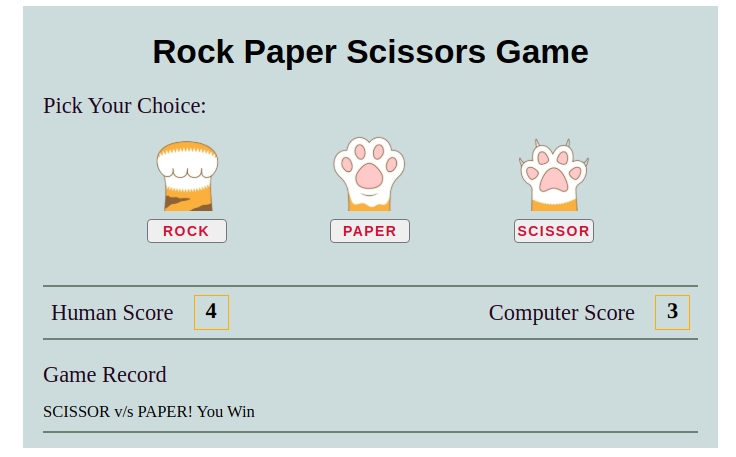 Rock Paper Scissors Game
Pick Your Choice:
ROCK PAPER SCISSOR
Human Score 4 Computer Score 3
Game Record
SCISSOR v/s PAPER! You Win